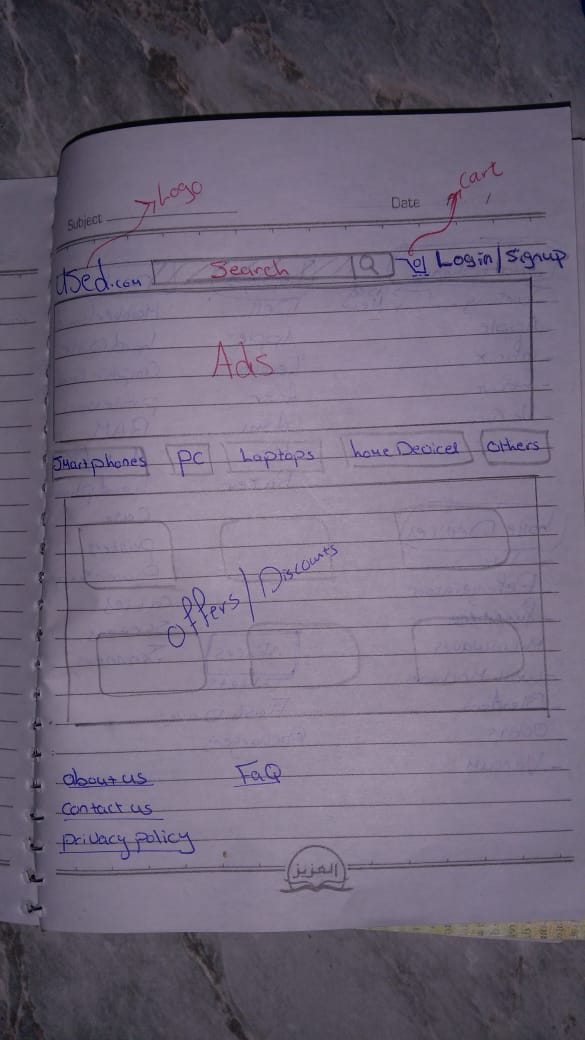 Logo
Cart
Subject
Date
Used.com
Search
Login/Signup
Ads
Smartphones
PC
Laptops
home Devices
Others
Offers/Discounts
about us
FaQ
Contact us
privacy policy
العزيز